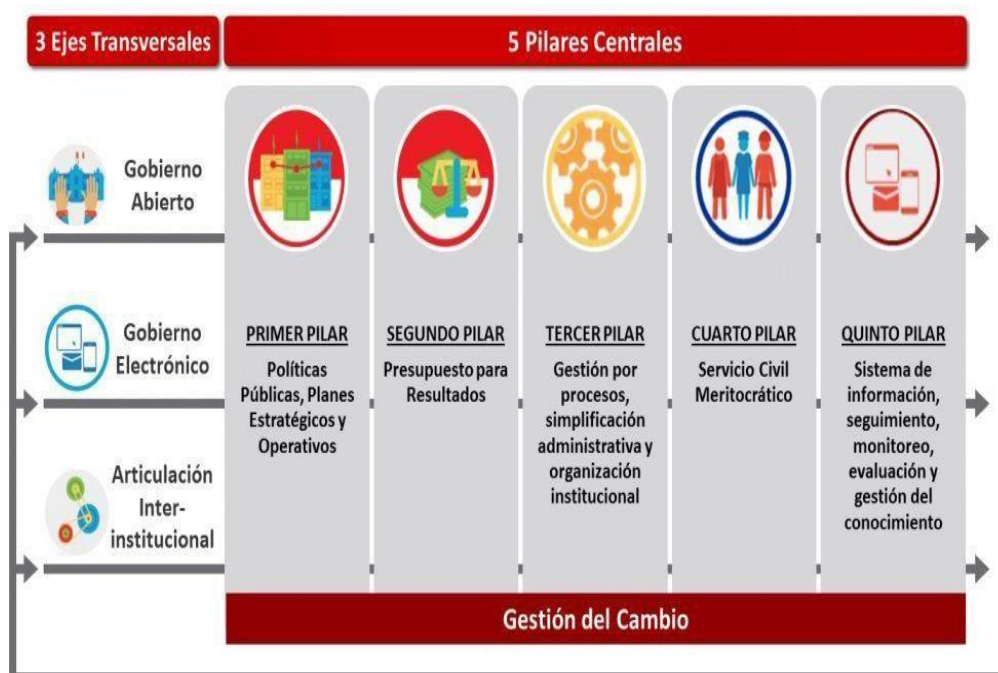 3 Ejes Transversales
5 Pilares Centrales
Gobierno
Abierto
Gobierno
Electrónico
Articulación
Inter-
institucional
PRIMER PILAR
Políticas
Públicas, Planes
Estratégicos y
Operativos
SEGUNDO PILAR
Presupuesto para
Resultados
TERCER PILAR
Gestión por
procesos,
simplificación
administrativa y
organización
institucional
CUARTO PILAR
Servicio Civil
Meritocrático
QUINTO PILAR
Sistema de
información,
seguimiento,
monitoreo,
evaluación y
gestión del
conocimiento
Gestión del Cambio